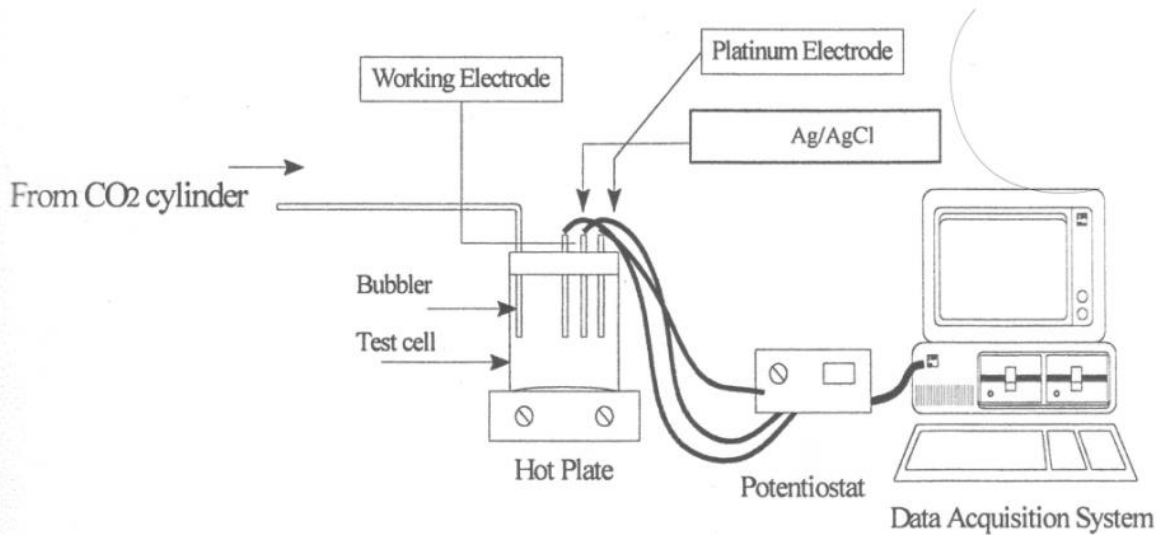 Platinum Electrode
Working Electrode
Ag/AgCl
From CO2 cylinder
Bubbler
Test cell
Hot Plate
Potentiostat
Data Acquisition System